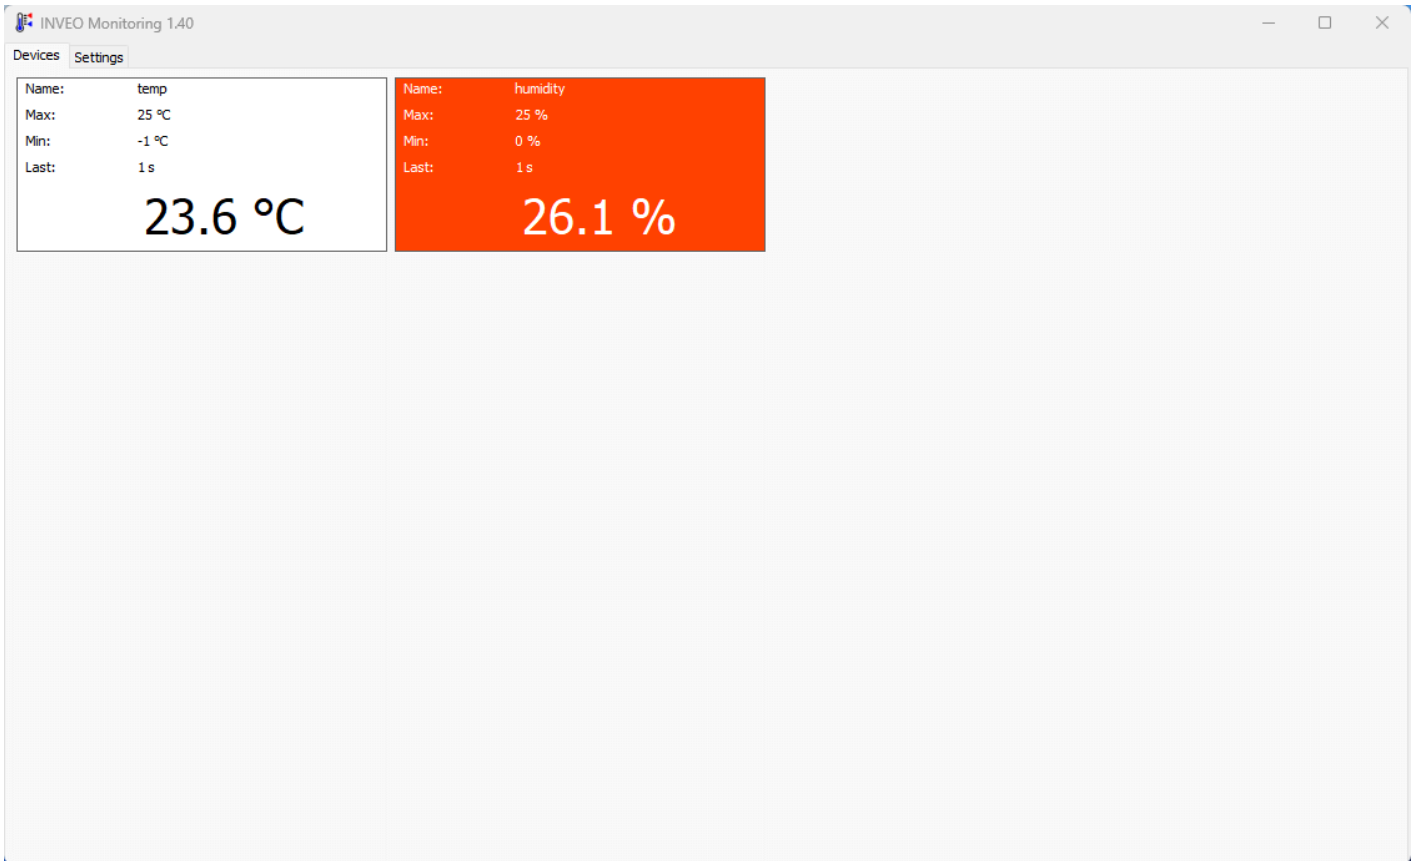 INVEO Monitoring 1.40
Devices Settings
Name: temp
Max: 25 °C
Min: -1 °C
Last: 1 s
23.6 °C
Name: humidity
Max: 25 %
Min: 0 %
Last: 1 s
26.1 %